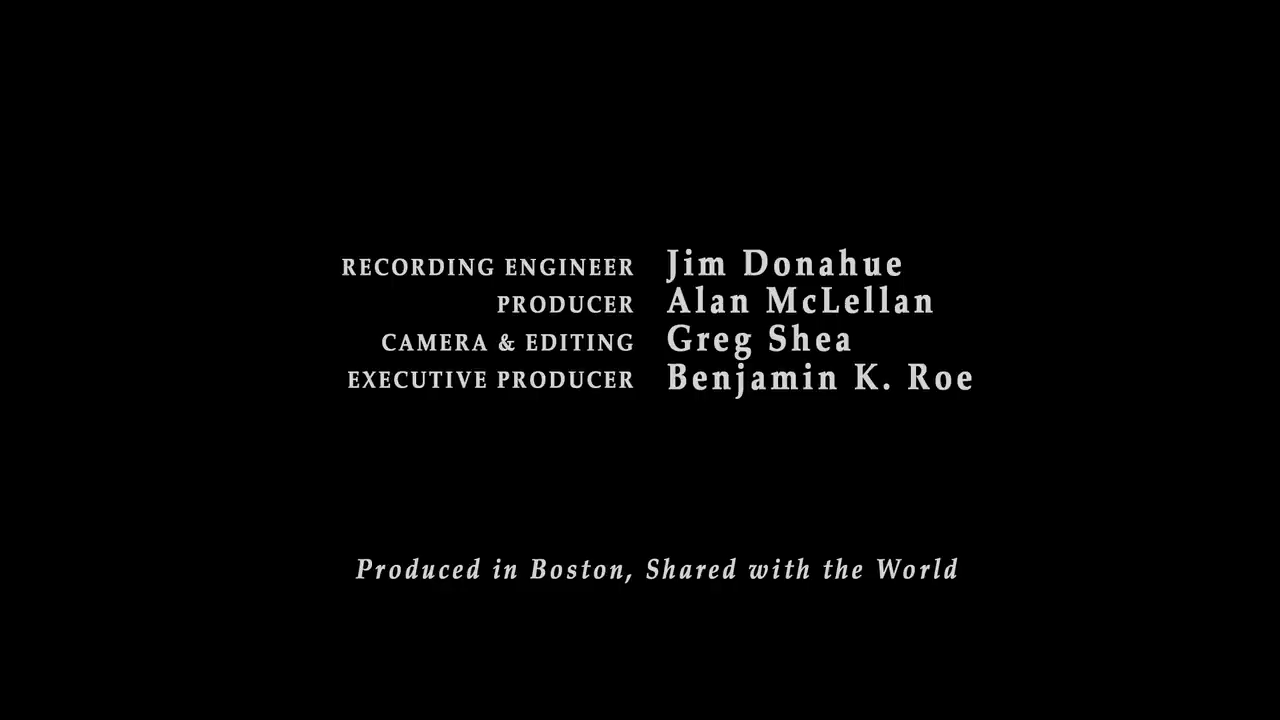 RECORDING ENGINEER Jim Donahue
PRODUCER Alan McLellan
CAMERA & EDITING Greg Shea
EXECUTIVE PRODUCER Benjamin K. Roe
Produced in Boston, Shared with the World